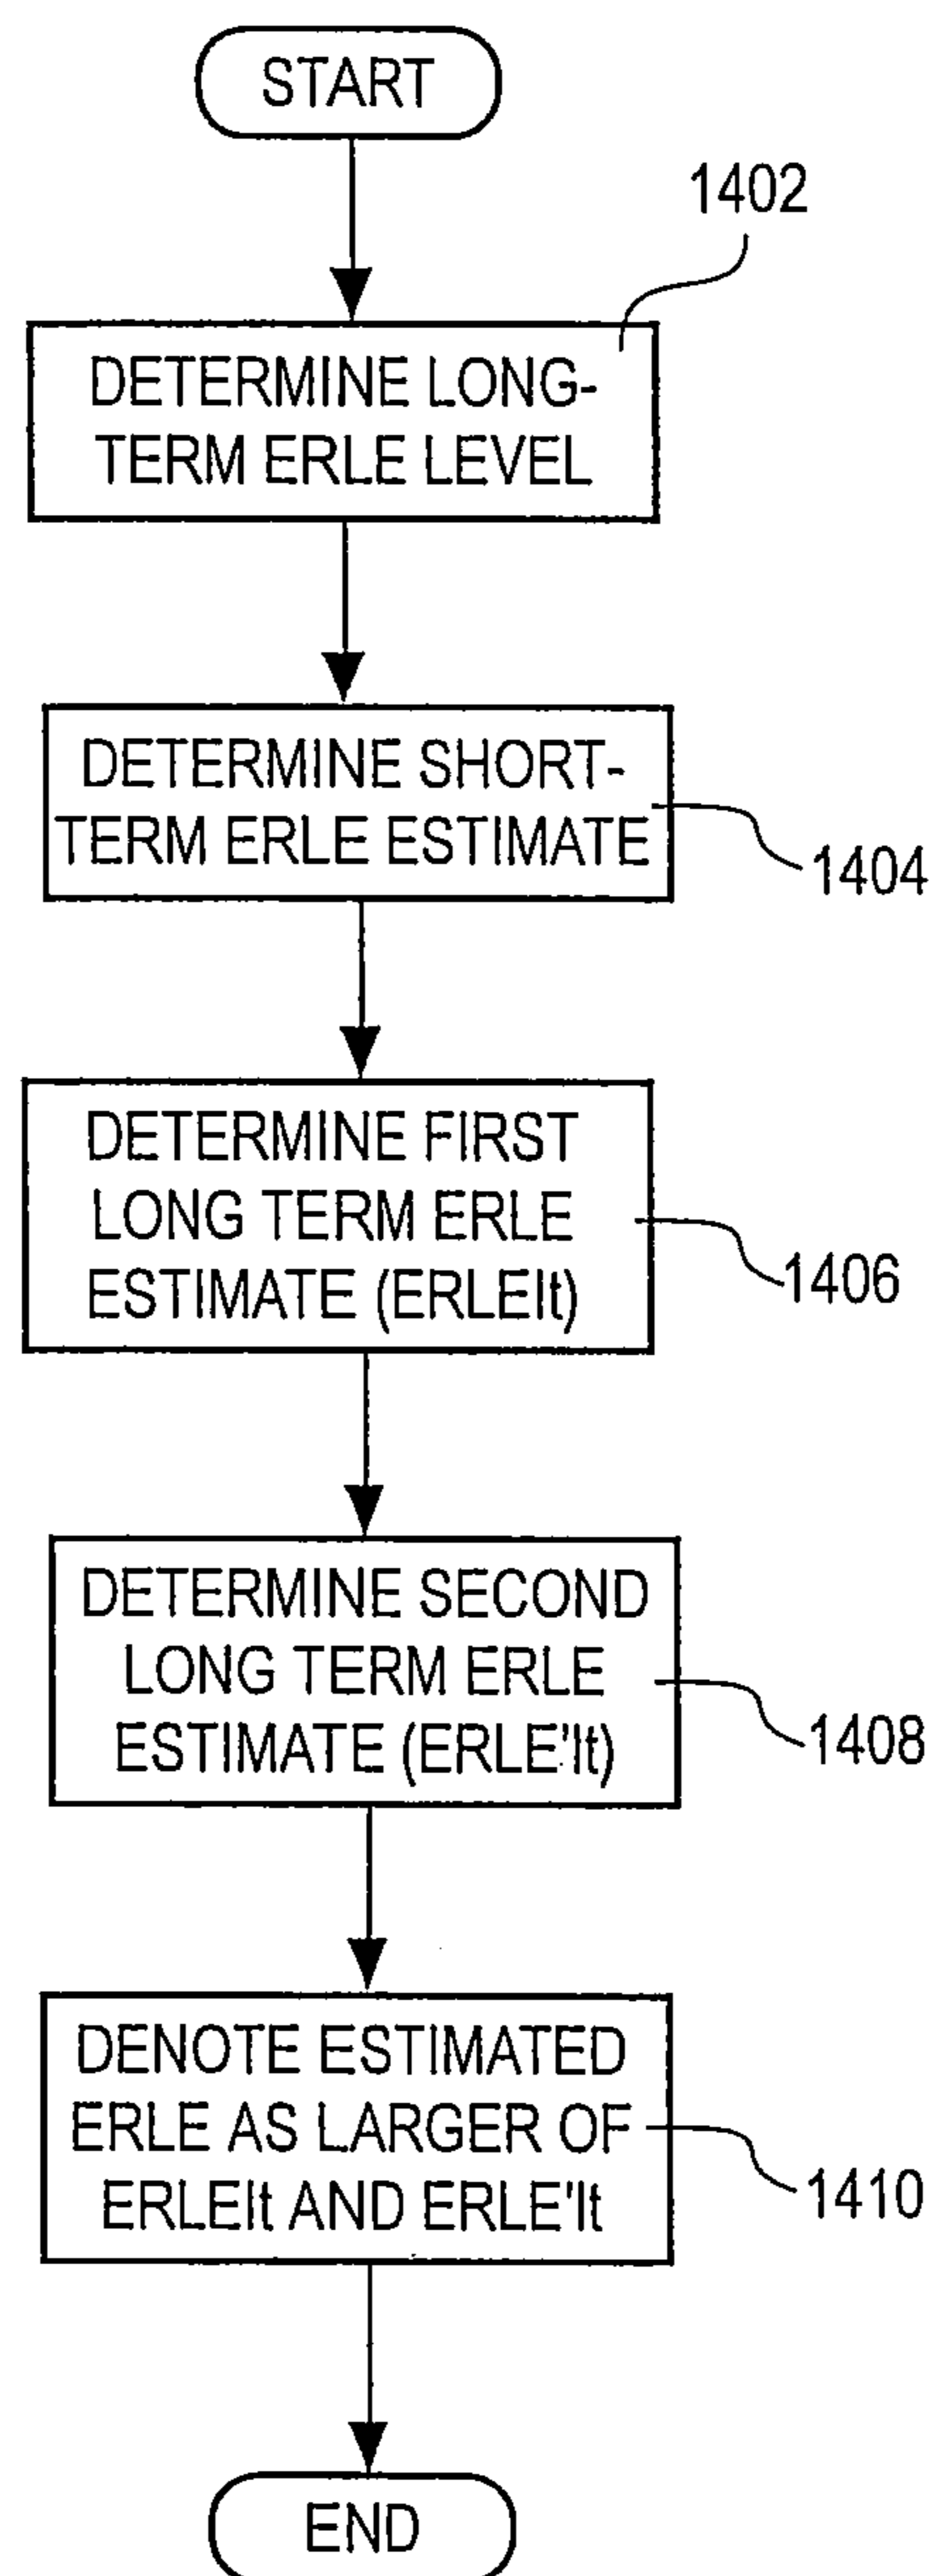 START
1402
DETERMINE LONG-
TERM ERLE LEVEL
DETERMINE SHORT-
TERM ERLE ESTIMATE
1404
DETERMINE FIRST
LONG TERM ERLE
ESTIMATE (ERLElt)
1406
DETERMINE SECOND
LONG TERM ERLE
ESTIMATE (ERLE'lt)
1408
DENOTE ESTIMATED
ERLE AS LARGER OF
ERLElt AND ERLE'lt
1410
END